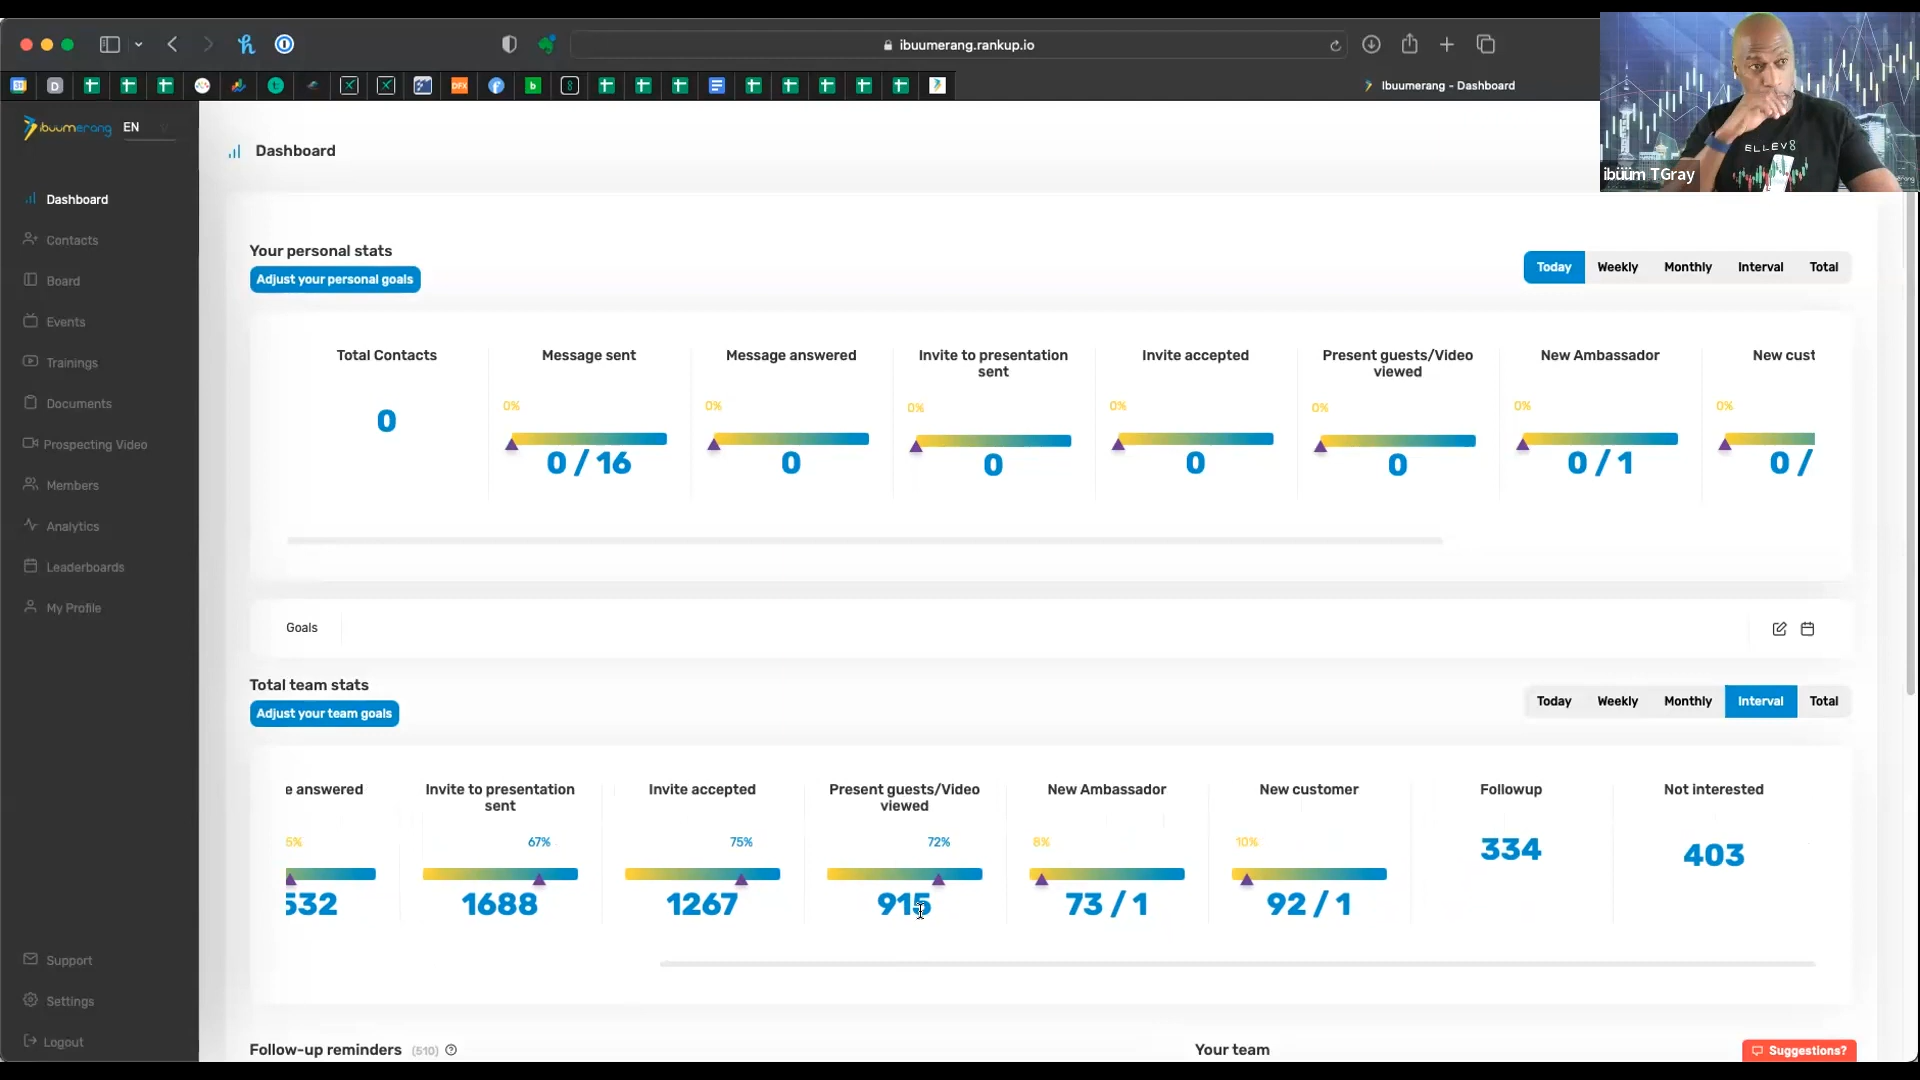 ibuumerang.rankup.io
Ibuumerang - Dashboard
ELLEV8
ibüüm TGray
ibuumerang EN
Dashboard
Contacts
Board
Events
Trainings
Documents
Prospecting Video
Members
Analytics
Leaderboards
My Profile
Support
Settings
Logout
Dashboard
Your personal stats
Adjust your personal goals
Today Weekly Monthly Interval Total
Total Contacts
0
Message sent
0%
0 / 16
Message answered
0%
0
Invite to presentation
sent
0%
0
Invite accepted
0%
0
Present guests/Video
viewed
0%
0
New Ambassador
0%
0 / 1
New cust
0%
0 /
Goals
Total team stats
Adjust your team goals
Today Weekly Monthly Interval Total
e answered
5%
532
Invite to presentation
sent
67%
1688
Invite accepted
75%
1267
Present guests/Video
viewed
72%
915
New Ambassador
8%
73 / 1
New customer
10%
92 / 1
Followup
334
Not interested
403
Follow-up reminders (510)
Your team
Suggestions?